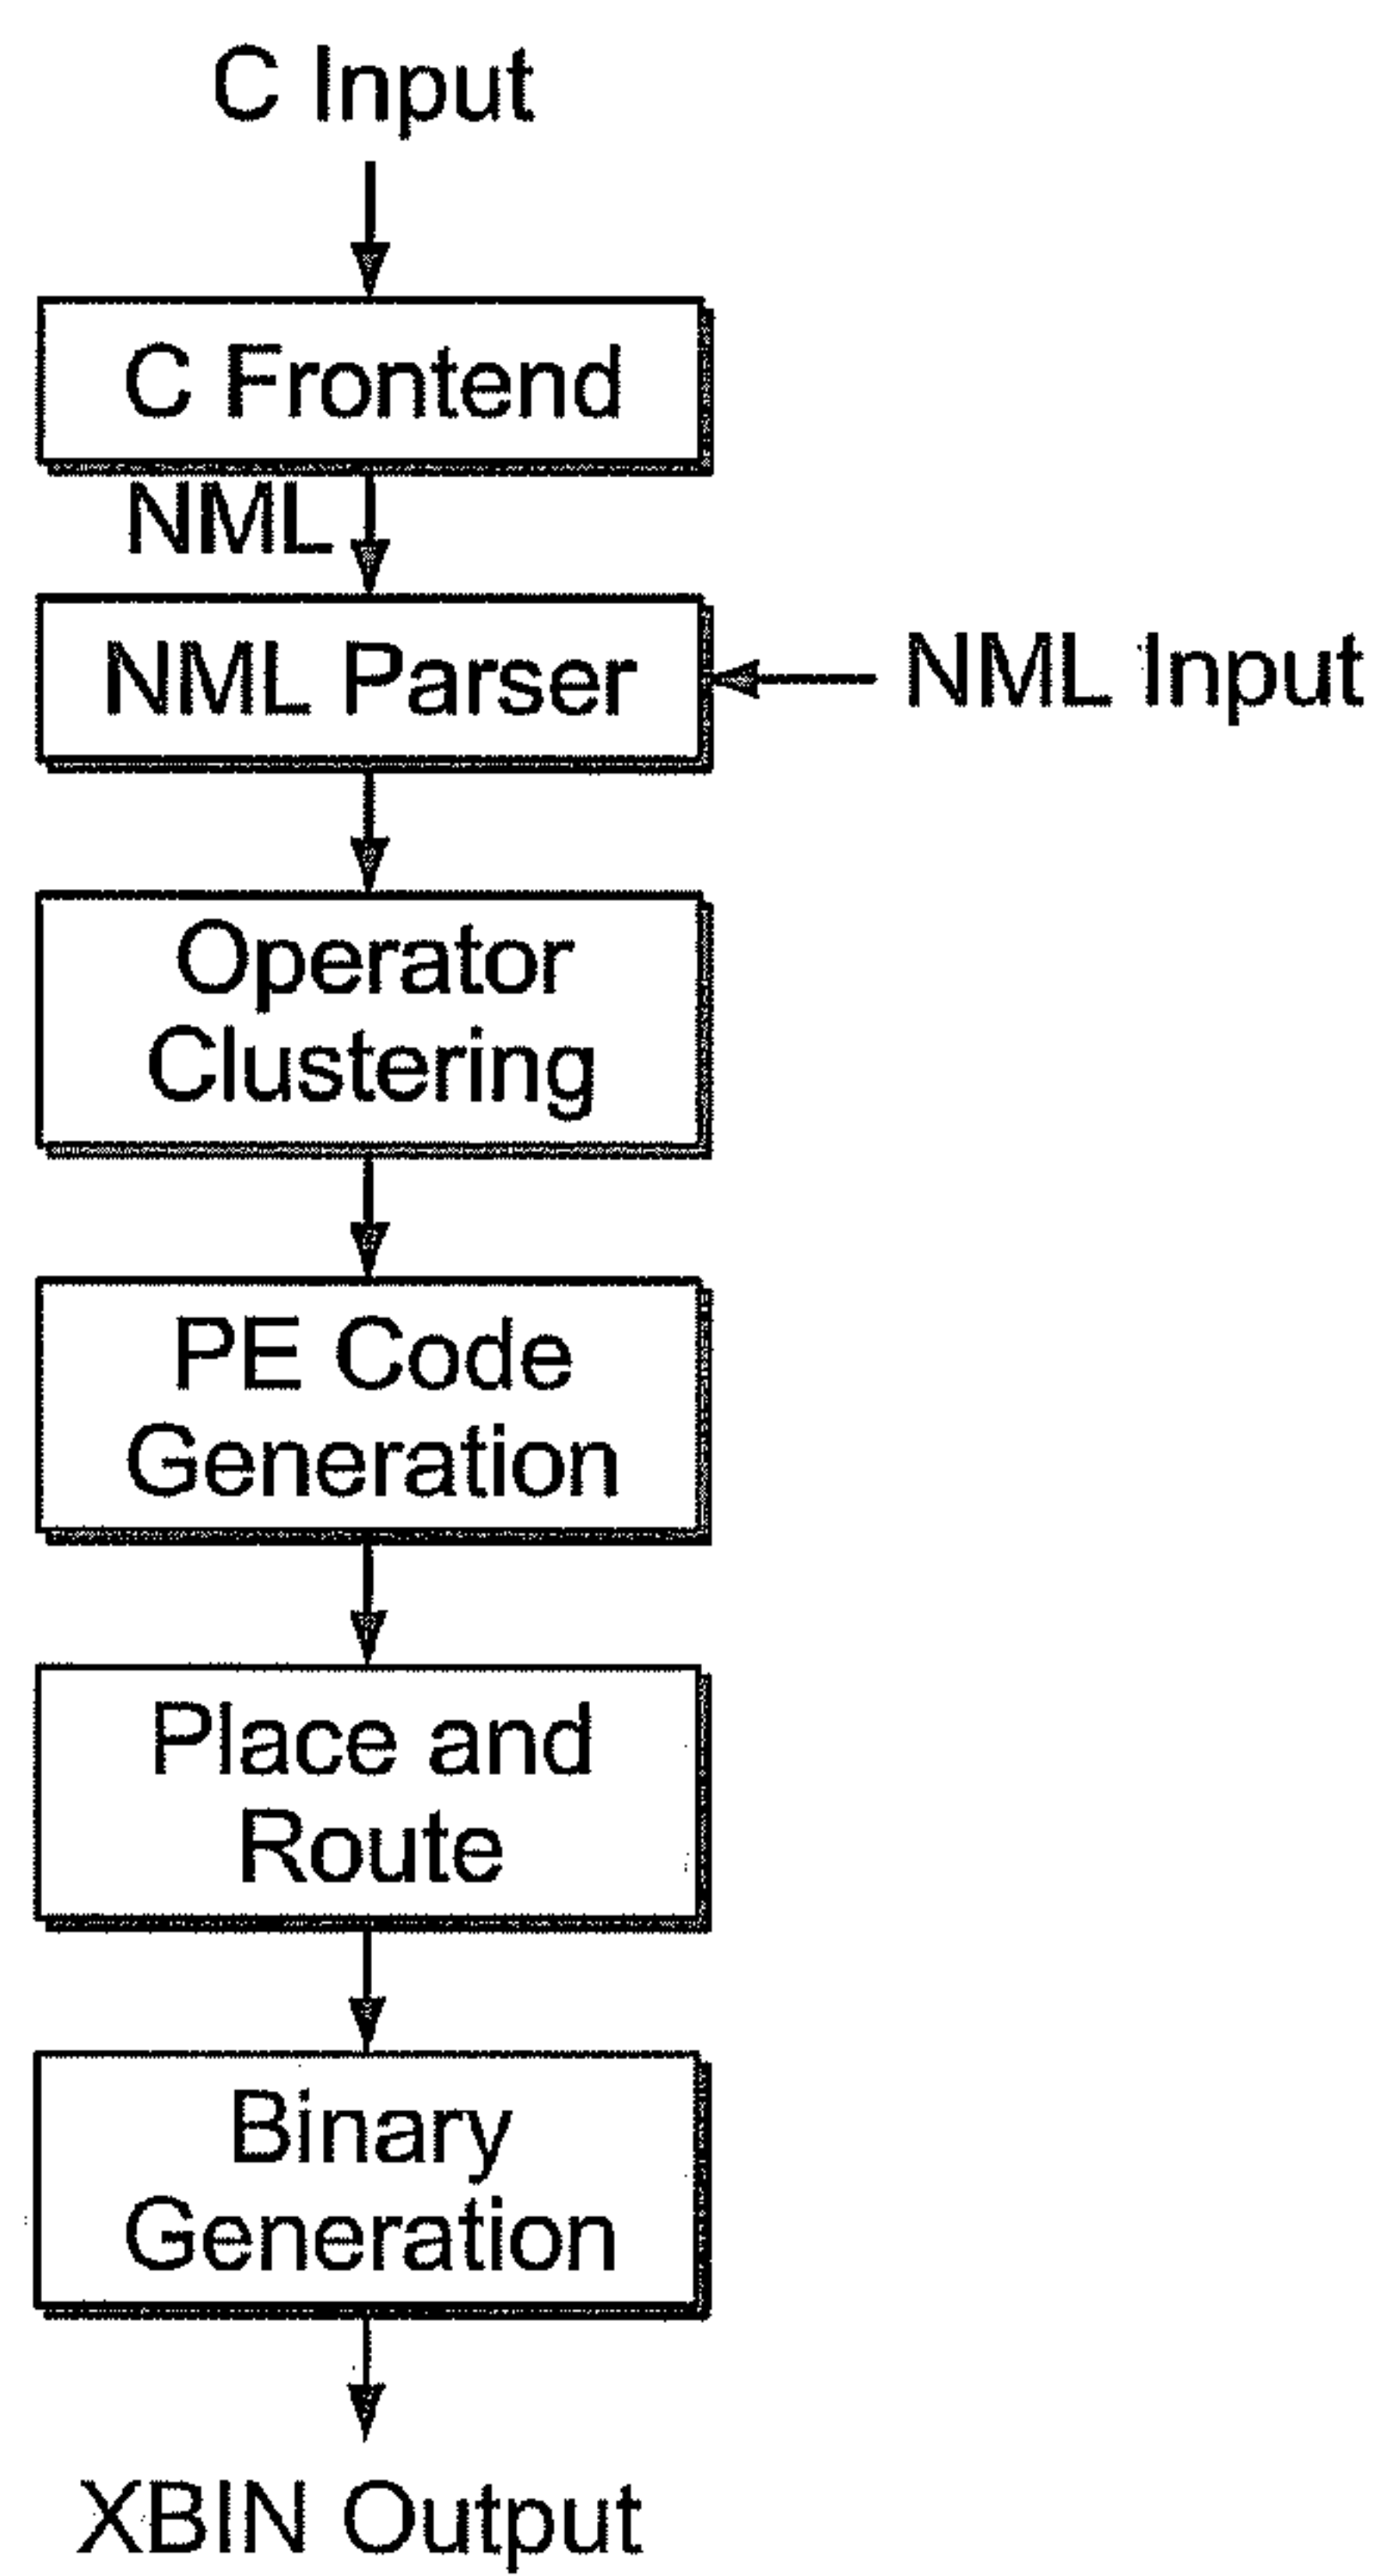 C Input
C Frontend
NML
NML Parser
NML Input
Operator
Clustering
PE Code
Generation
Place and
Route
Binary
Generation
XBIN Output